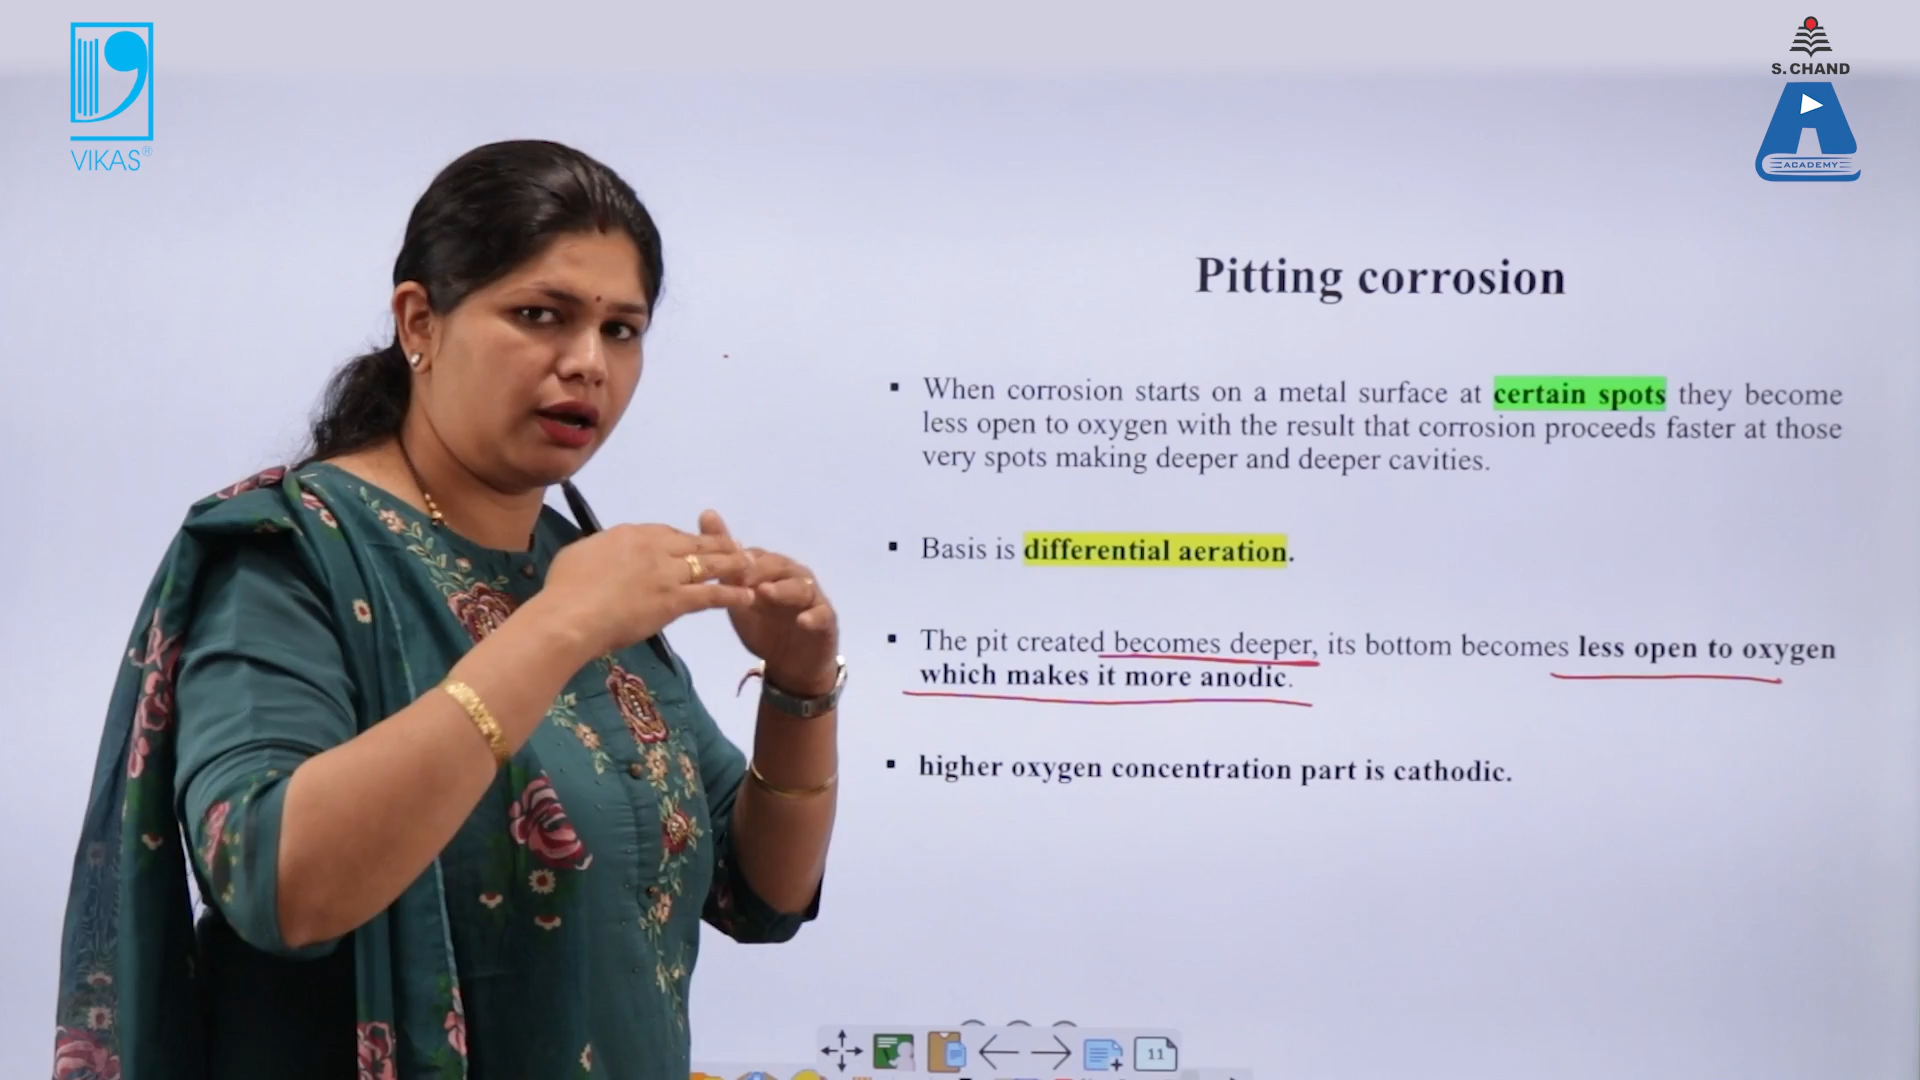 VIKAS®
S. CHAND
ACADEMY
Pitting corrosion
▪ When corrosion starts on a metal surface at certain spots they become
less open to oxygen with the result that corrosion proceeds faster at those
very spots making deeper and deeper cavities.
▪ Basis is differential aeration.
▪ The pit created becomes deeper, its bottom becomes less open to oxygen
which makes it more anodic.
▪ higher oxygen concentration part is cathodic.
11